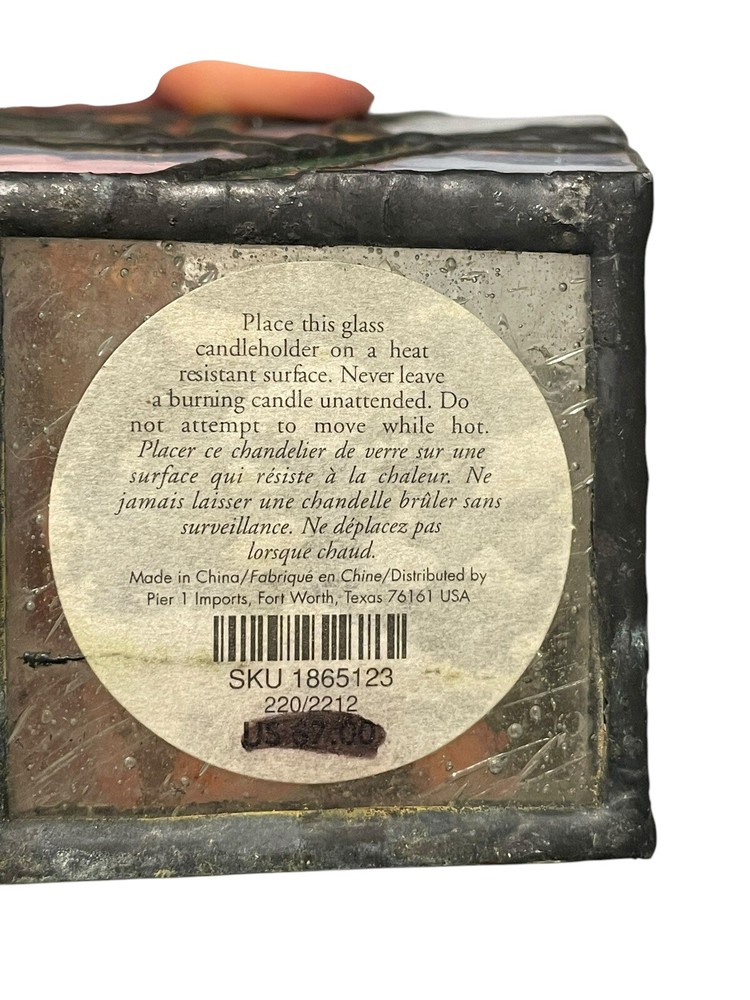 Place this glass
candleholder on a heat
resistant surface. Never leave
a burning candle unattended. Do
not attempt to move while hot.
Placer ce chandelier de verre sur une
surface qui résiste à la chaleur. Ne
jamais laisser une chandelle brûler sans
surveillance. Ne déplacez pas
lorsque chaud.
Made in China/Fabriqué en Chine/Distributed by
Pier 1 Imports, Fort Worth, Texas 76161 USA
SKU 1865123
220/2212
US $7.00